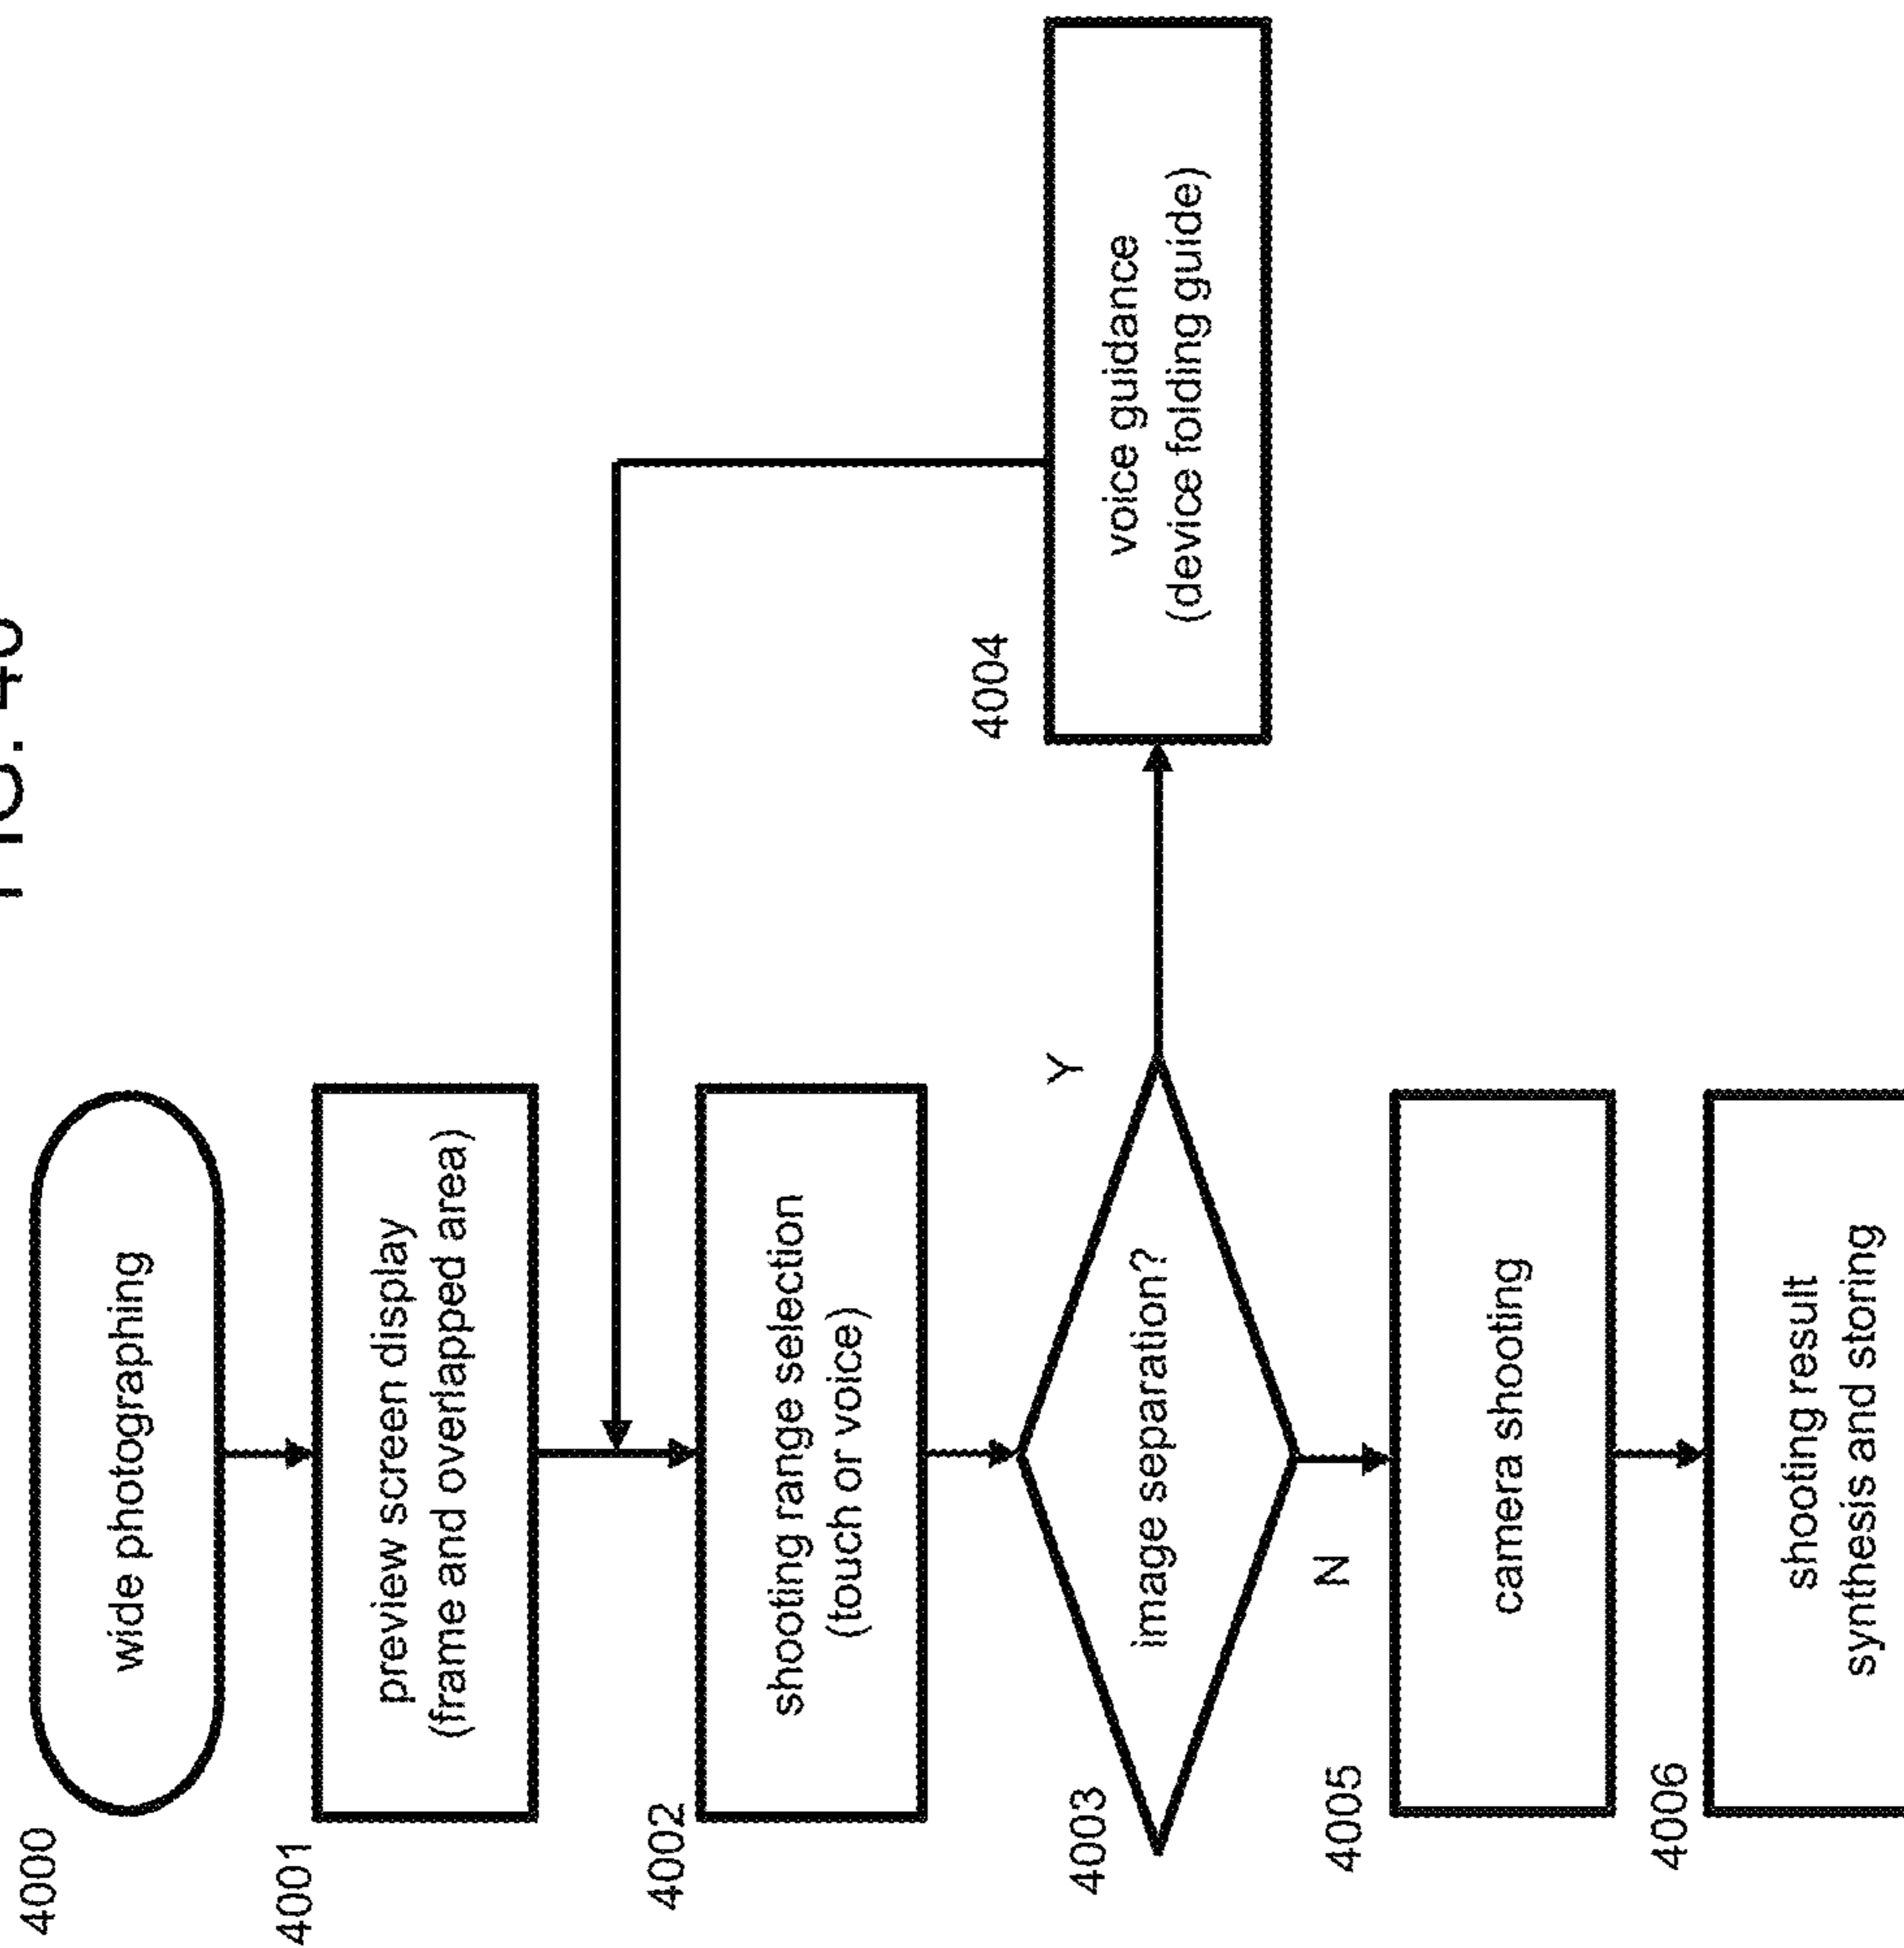 FIG. 40
4000
wide photographing
4001
preview screen display
(frame and overlapped area)
4002
shooting range selection
(touch or voice)
4003
image separation?
Y
4004
voice guidance
(device folding guide)
N
4005
camera shooting
4006
shooting result
synthesis and storing